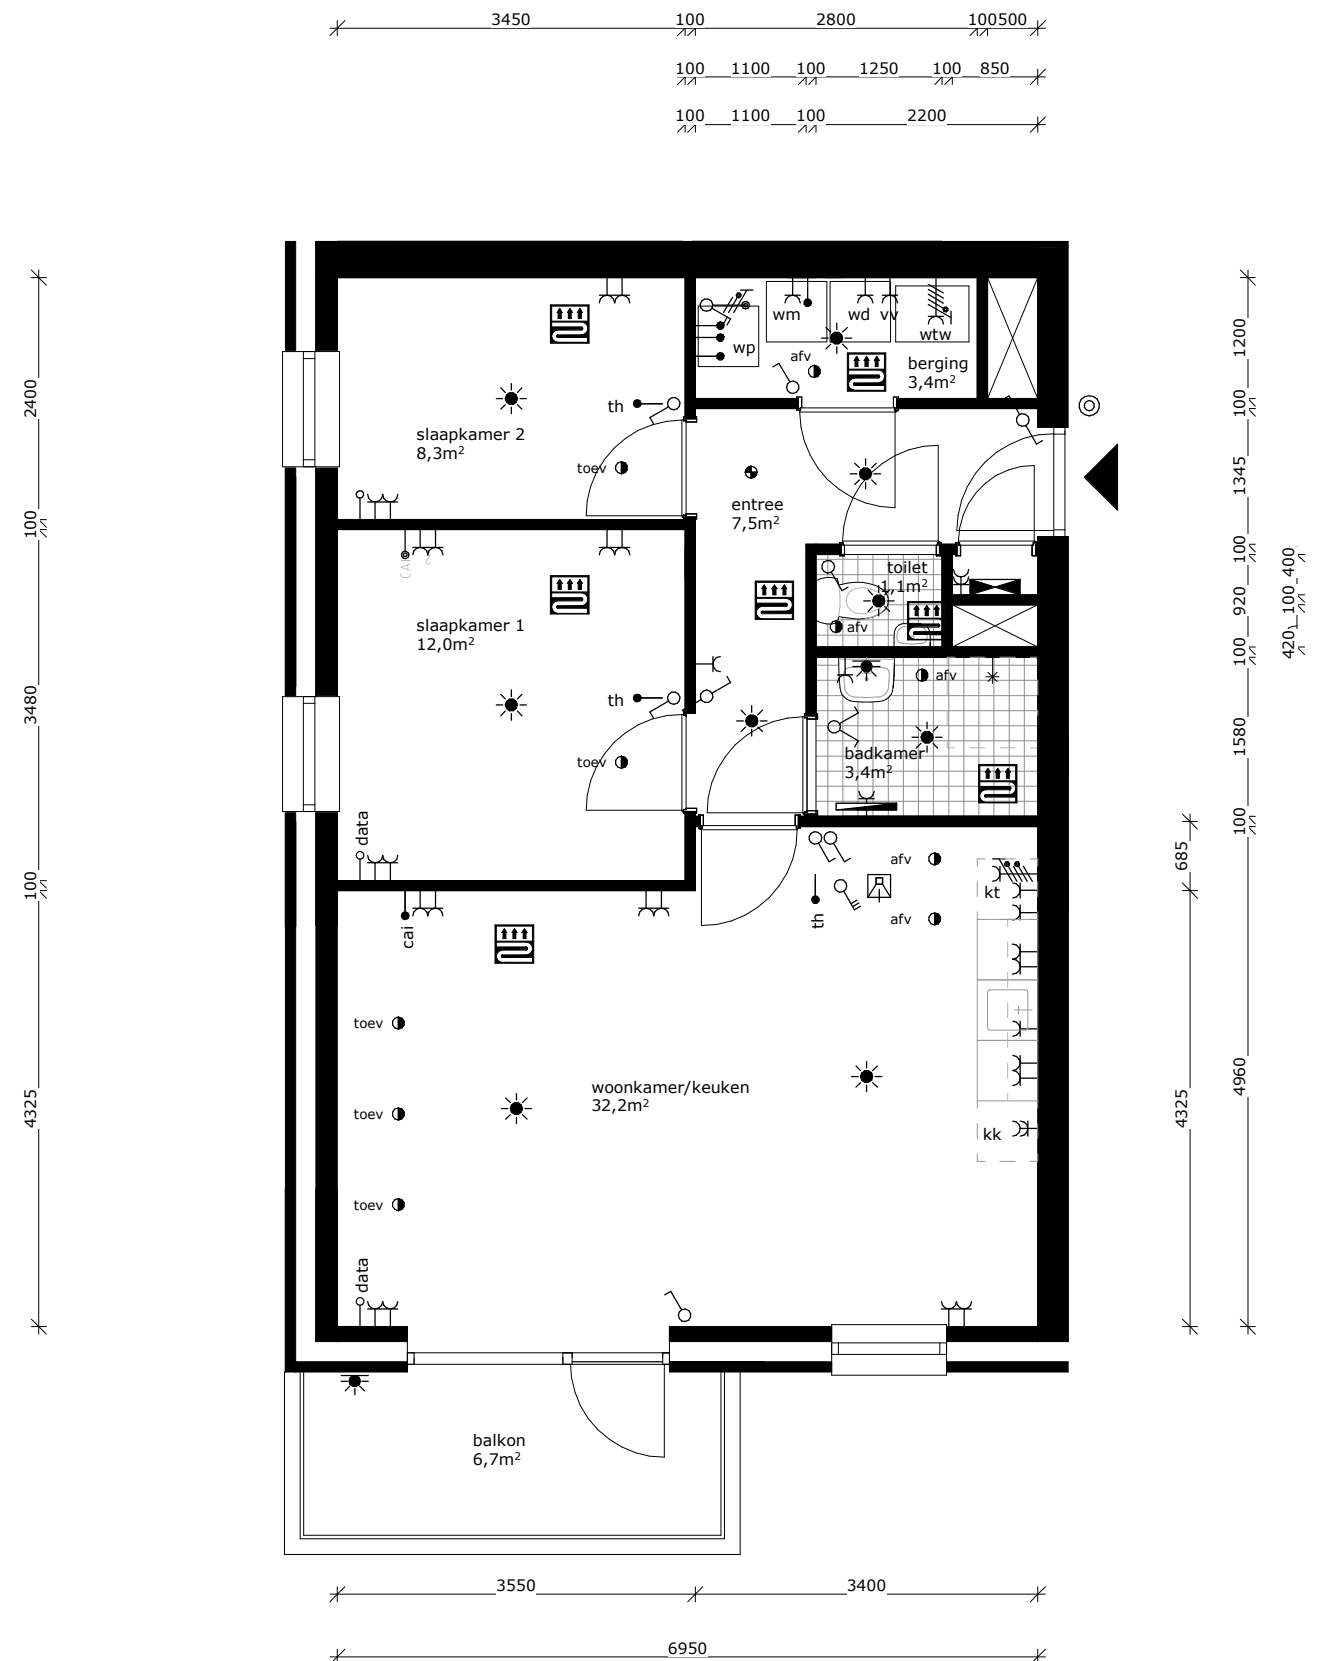 3450 100 2800 100500
100 1100 100 1250 100 850
100 1100 100 2200
wm wd vv
wtw
wp
afv
berging
3,4m²
th
slaapkamer 2
8,3m²
toev
entree
7,5m²
toilet
1,1m²
afv
slaapkamer 1
12,0m²
th
toev
afv
badkamer
3,4m²
data
afv
kt
th
afv
cai
toev
woonkamer/keuken
32,2m²
toev
kk
toev
data
balkon
6,7m²
2400
100
3480
100
4325
685
4325
1200
100
1345
100
920
100
1580
100
4960
400
100
420
3550 3400
6950